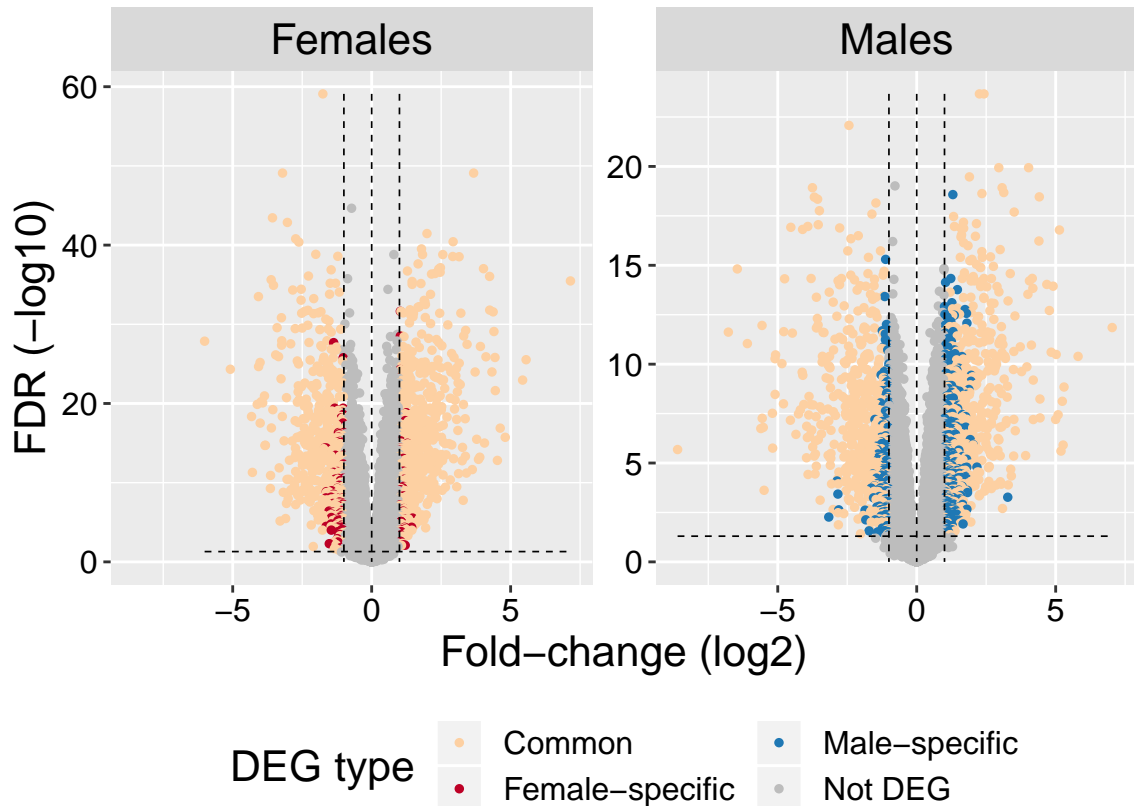 Females
Males
60
40
20
0
20
15
10
5
0
FDR (−log10)
−5
0
5
−5
0
5
Fold−change (log2)
DEG type
Common
Male−specific
Female−specific
Not DEG